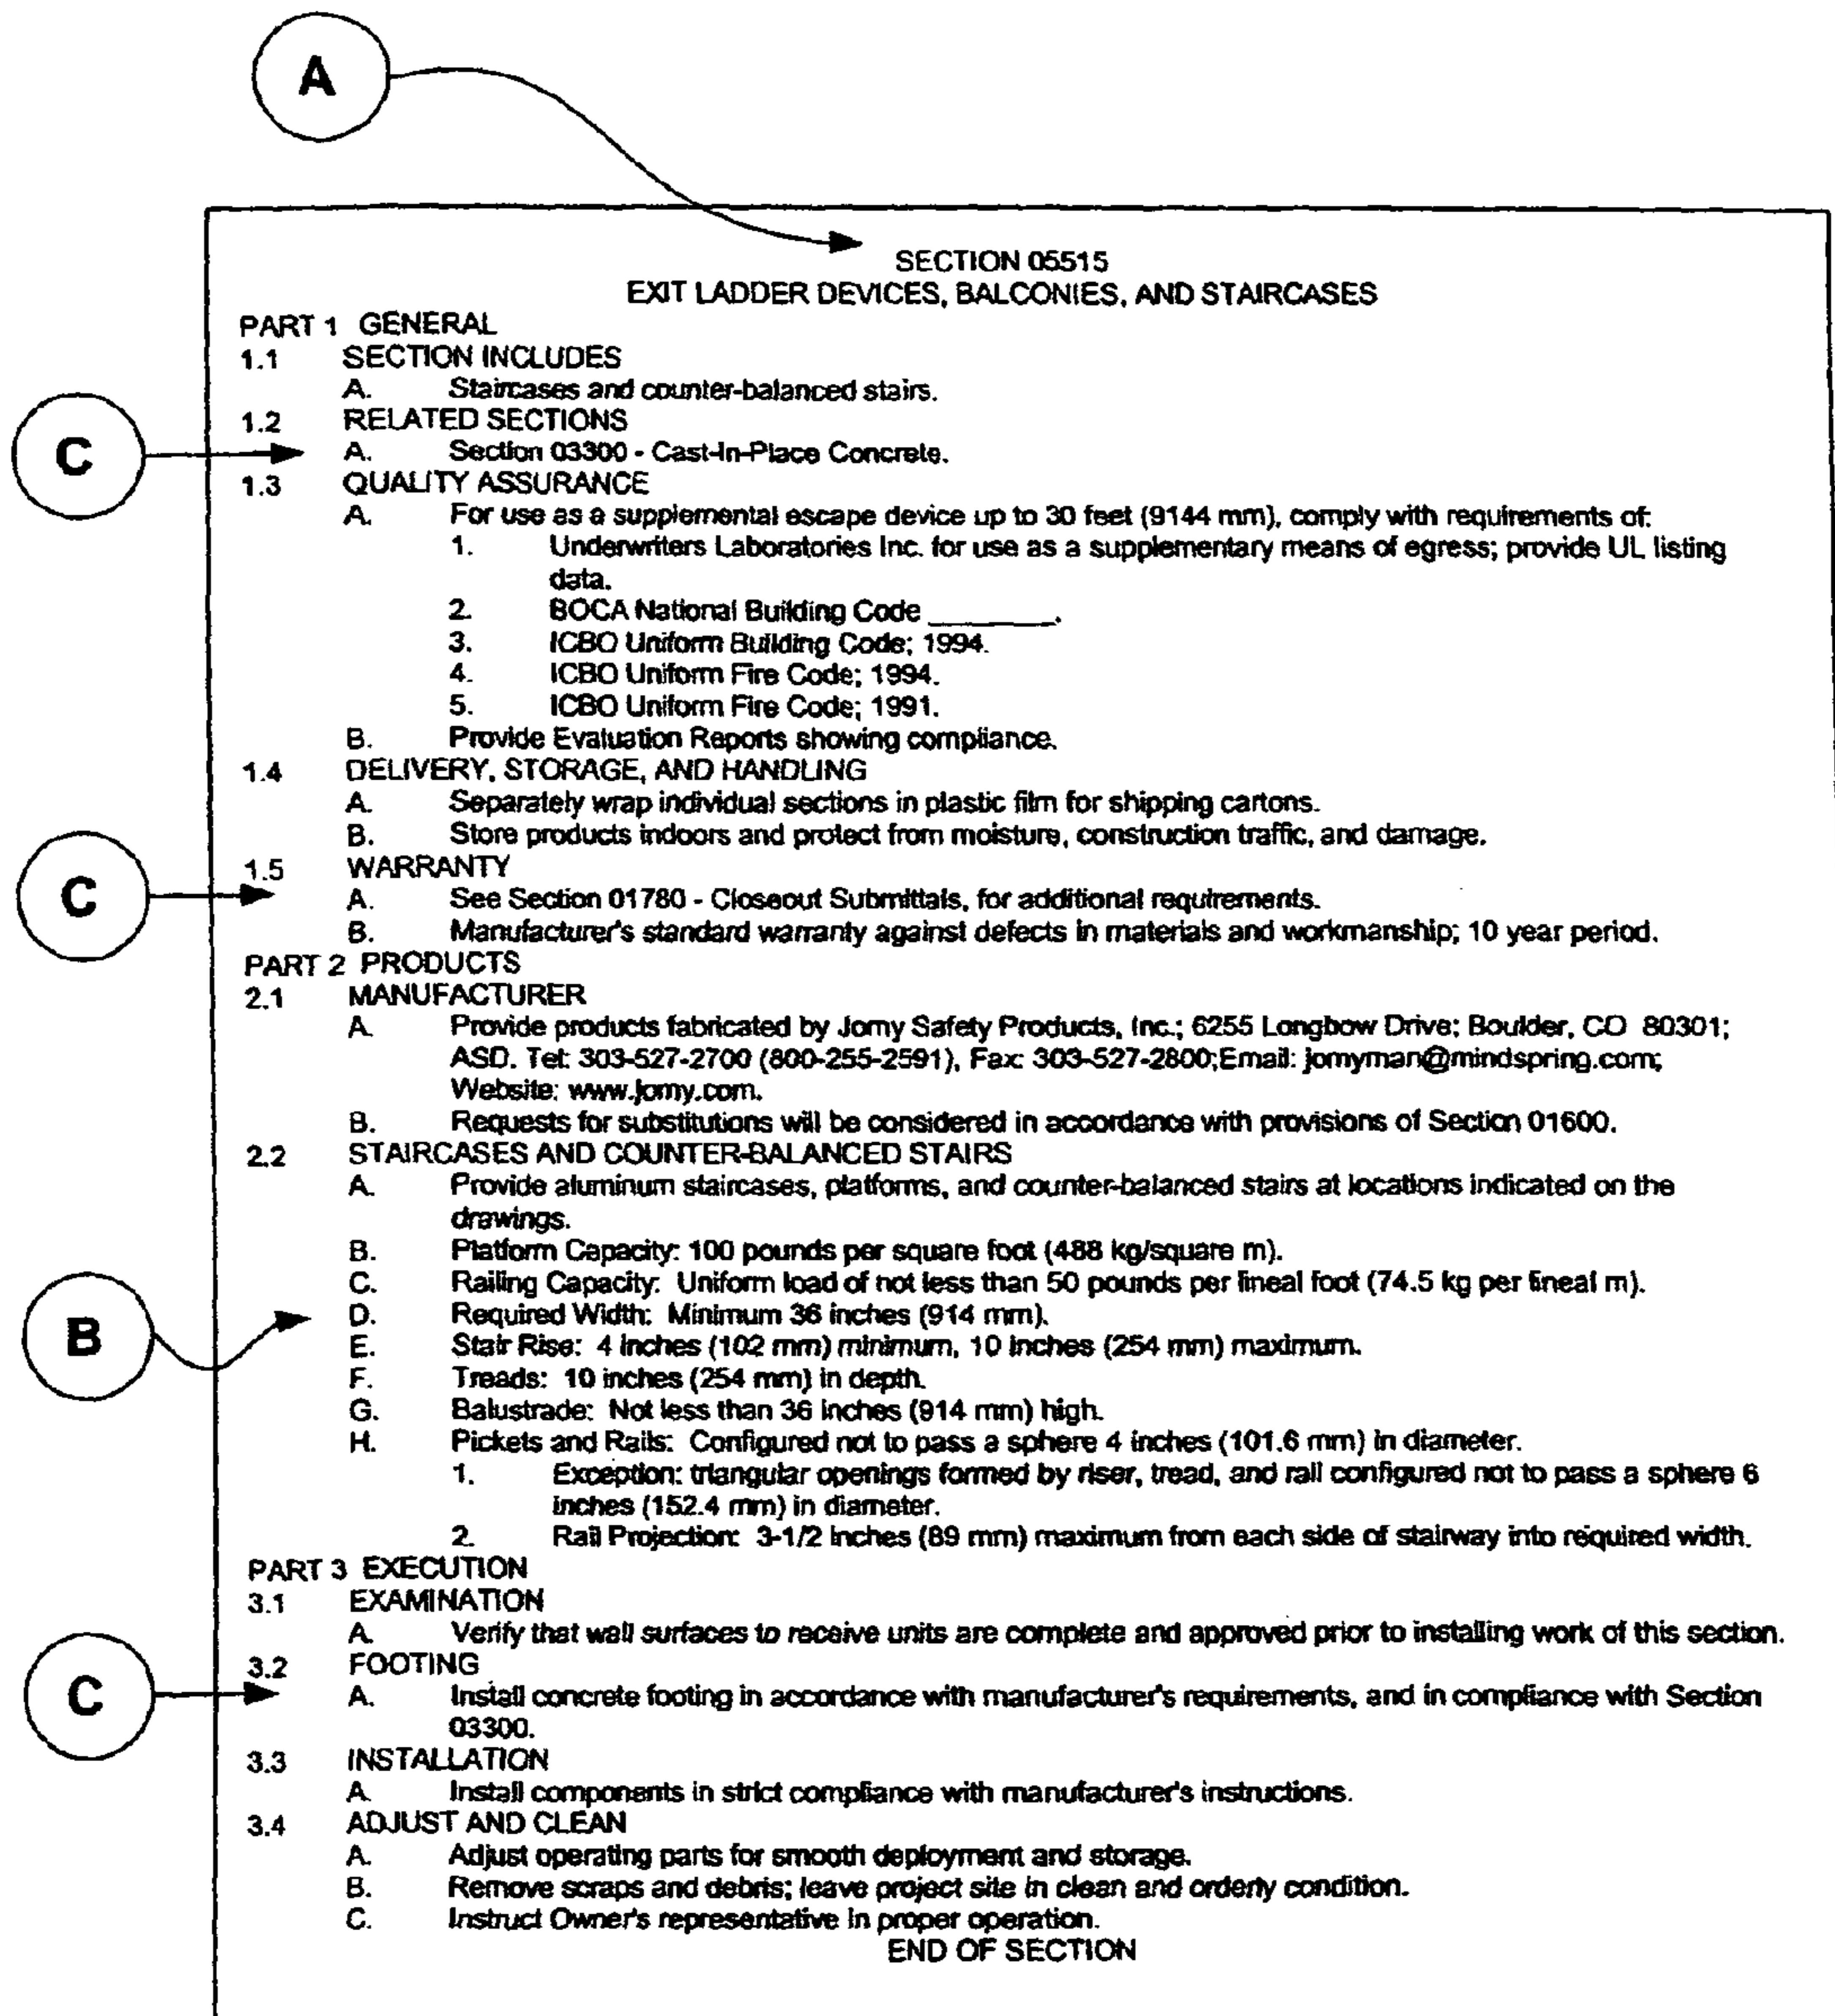 A
SECTION 05515
EXIT LADDER DEVICES, BALCONIES, AND STAIRCASES
PART 1 GENERAL
1.1 SECTION INCLUDES
A. Staircases and counter-balanced stairs.
1.2 RELATED SECTIONS
C
A. Section 03300 - Cast-In-Place Concrete.
1.3 QUALITY ASSURANCE
A. For use as a supplemental escape device up to 30 feet (9144 mm), comply with requirements of:
1. Underwriters Laboratories Inc. for use as a supplementary means of egress; provide UL listing
data.
2. BOCA National Building Code ________.
3. ICBO Uniform Building Code; 1994.
4. ICBO Uniform Fire Code; 1994.
5. ICBO Uniform Fire Code; 1991.
B. Provide Evaluation Reports showing compliance.
1.4 DELIVERY, STORAGE, AND HANDLING
A. Separately wrap individual sections in plastic film for shipping cartons.
B. Store products indoors and protect from moisture, construction traffic, and damage.
1.5 WARRANTY
C
A. See Section 01780 - Closeout Submittals, for additional requirements.
B. Manufacturer's standard warranty against defects in materials and workmanship; 10 year period.
PART 2 PRODUCTS
2.1 MANUFACTURER
A. Provide products fabricated by Jomy Safety Products, Inc.; 6255 Longbow Drive; Boulder, CO 80301;
ASD. Tel: 303-527-2700 (800-255-2591), Fax: 303-527-2800;Email: jomyman@mindspring.com;
Website: www.jomy.com.
B. Requests for substitutions will be considered in accordance with provisions of Section 01600.
2.2 STAIRCASES AND COUNTER-BALANCED STAIRS
A. Provide aluminum staircases, platforms, and counter-balanced stairs at locations indicated on the
drawings.
B. Platform Capacity: 100 pounds per square foot (488 kg/square m).
C. Railing Capacity: Uniform load of not less than 50 pounds per lineal foot (74.5 kg per lineal m).
B
D. Required Width: Minimum 36 inches (914 mm).
E. Stair Rise: 4 inches (102 mm) minimum, 10 inches (254 mm) maximum.
F. Treads: 10 inches (254 mm) in depth.
G. Balustrade: Not less than 36 inches (914 mm) high.
H. Pickets and Rails: Configured not to pass a sphere 4 inches (101.6 mm) in diameter.
1. Exception: triangular openings formed by riser, tread, and rail configured not to pass a sphere 6
inches (152.4 mm) in diameter.
2. Rail Projection: 3-1/2 inches (89 mm) maximum from each side of stairway into required width.
PART 3 EXECUTION
3.1 EXAMINATION
A. Verify that wall surfaces to receive units are complete and approved prior to installing work of this section.
3.2 FOOTING
C
A. Install concrete footing in accordance with manufacturer's requirements, and in compliance with Section
03300.
3.3 INSTALLATION
A. Install components in strict compliance with manufacturer's instructions.
3.4 ADJUST AND CLEAN
A. Adjust operating parts for smooth deployment and storage.
B. Remove scraps and debris; leave project site in clean and orderly condition.
C. Instruct Owner's representative in proper operation.
END OF SECTION